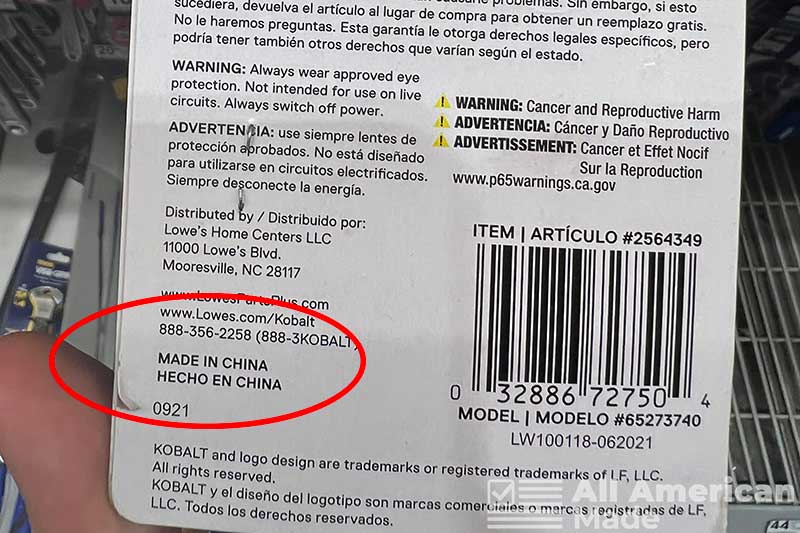 problemas. Sin embargo, si esto
sucediera, devuelva el artículo al lugar de compra para obtener un reemplazo gratis.
No le haremos preguntas. Esta garantía le otorga derechos legales específicos, pero
podría tener también otros derechos que varían según el estado.
WARNING: Always wear approved eye
protection. Not intended for use on live
circuits. Always switch off power.
ADVERTENCIA: use siempre lentes de
protección aprobados. No está diseñado
para utilizarse en circuitos electrificados.
Siempre desconecte la energía.
WARNING: Cancer and Reproductive Harm
ADVERTENCIA: Cáncer y Daño Reproductivo
ADVERTISSEMENT: Cancer et Effet Nocif
Sur la Reproduction
www.p65warnings.ca.gov
Distributed by / Distribuido por:
Lowe's Home Centers LLC
11000 Lowe's Blvd.
Mooresville, NC 28117
www.LowesPartsPlus.com
www.Lowes.com/Kobalt
888-356-2258 (888-3KOBALT)
MADE IN CHINA
HECHO EN CHINA
0921
ITEM | ARTÍCULO #2564349
0 32886 72750 4
MODEL | MODELO #65273740
LW100118-062021
KOBALT and logo design are trademarks or registered trademarks of LF, LLC.
All rights reserved.
KOBALT y el diseño del logotipo son marcas comerciales o marcas registradas de LF,
LLC. Todos los derechos reservados.
All American
Made
44